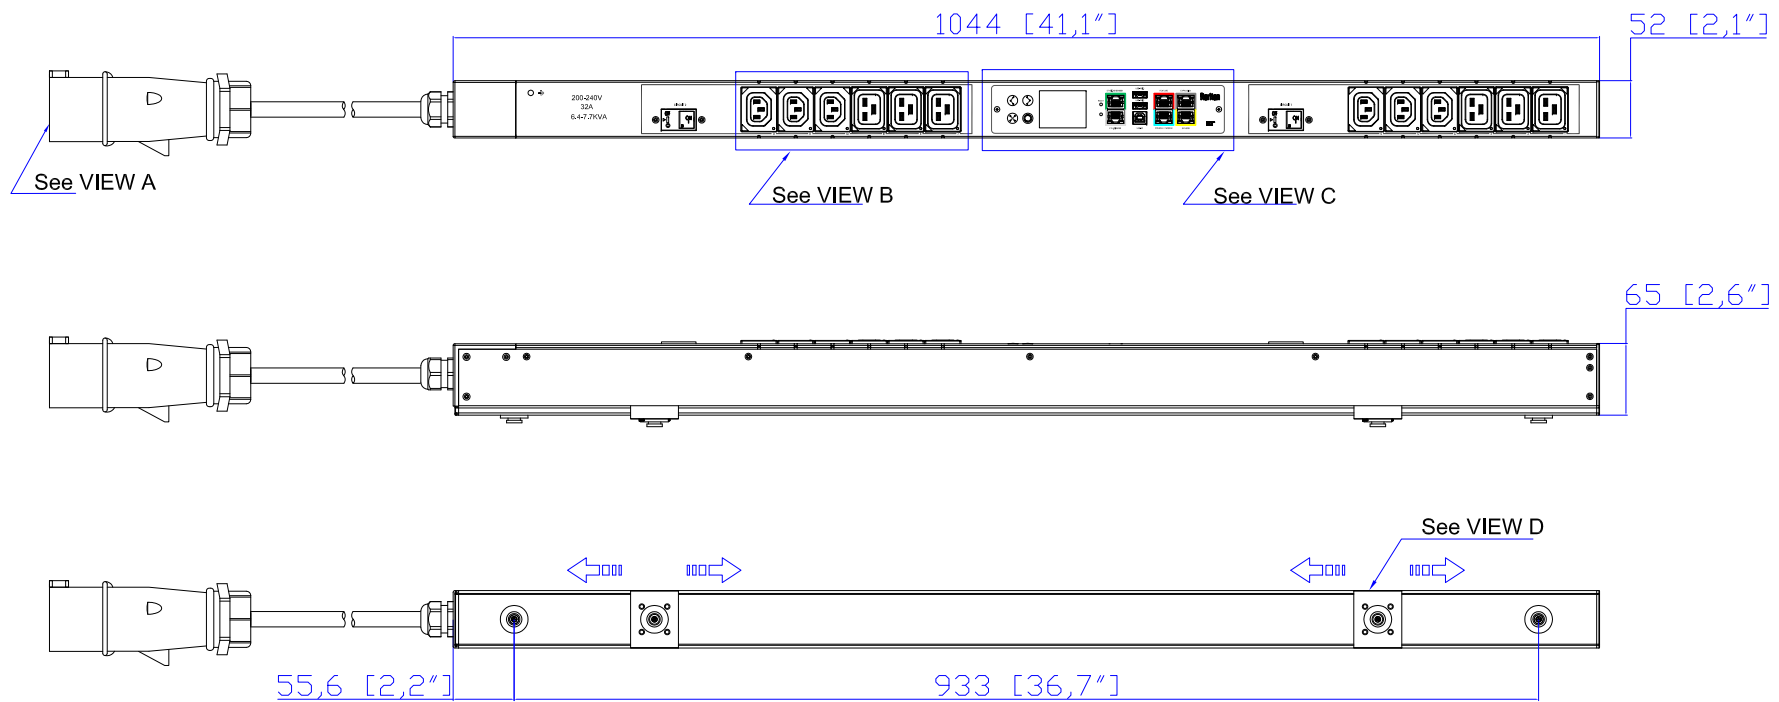 1044 [41,1"]
52 [2,1"]
200-240V
32A
6.4-7.7KVA
Raritan
See VIEW A
See VIEW B
See VIEW C
65 [2,6"]
See VIEW D
55,6 [2,2"]
933 [36,7"]